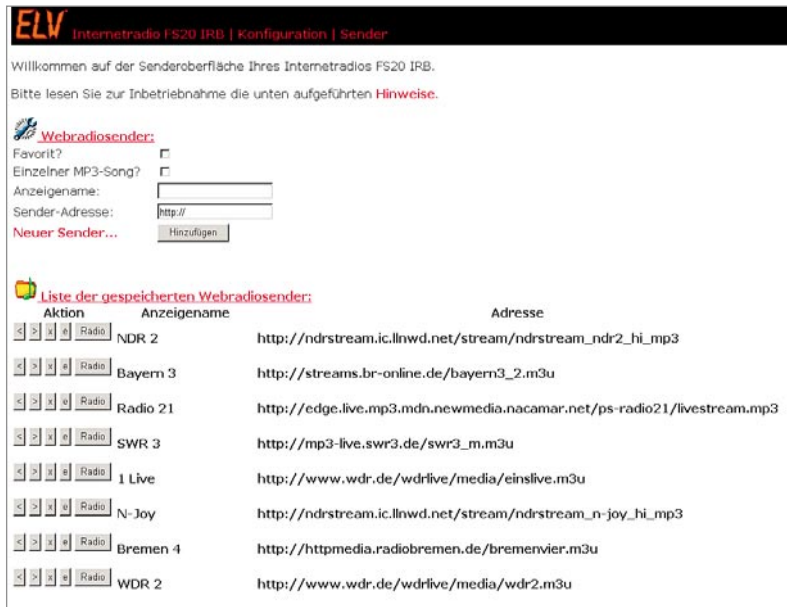 ELV Internetradio FS20 IRB | Konfiguration | Sender
Willkommen auf der Senderoberfläche Ihres Internetradios FS20 IRB.
Bitte lesen Sie zur Inbetriebnahme die unten aufgeführten Hinweise.
Webradiosender:
Favorit?
Einzelner MP3-Song?
Anzeigename:
Sender-Adresse: http://
Neuer Sender... Hinzufügen
Liste der gespeicherten Webradiosender:
Aktion Anzeigename Adresse
< > x e Radio NDR 2 http://ndrstream.ic.llnwd.net/stream/ndrstream_ndr2_hi_mp3
< > x e Radio Bayern 3 http://streams.br-online.de/bayern3_2.m3u
< > x e Radio Radio 21 http://edge.live.mp3.mdn.newmedia.nacamar.net/ps-radio21/livestream.mp3
< > x e Radio SWR 3 http://mp3-live.swr3.de/swr3_m.m3u
< > x e Radio 1 Live http://www.wdr.de/wdrlive/media/einslive.m3u
< > x e Radio N-Joy http://ndrstream.ic.llnwd.net/stream/ndrstream_n-joy_hi_mp3
< > x e Radio Bremen 4 http://httpmedia.radiobremen.de/bremenvier.m3u
< > x e Radio WDR 2 http://www.wdr.de/wdrlive/media/wdr2.m3u